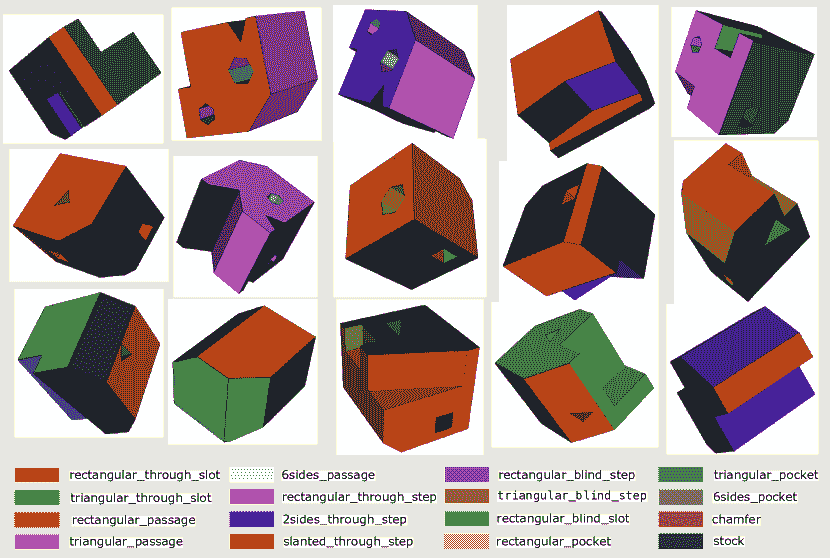 rectangular_through_slot 6sides_passage rectangular_blind_step triangular_pocket
triangular_through_slot rectangular_through_step triangular_blind_step 6sides_pocket
rectangular_passage 2sides_through_step rectangular_blind_slot chamfer
triangular_passage slanted_through_step rectangular_pocket stock